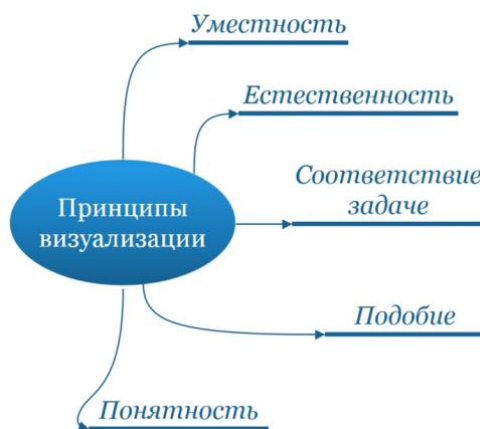 Уместность
Естественность
Соответствие
задаче
Принципы
визуализации
Подобие
Понятность